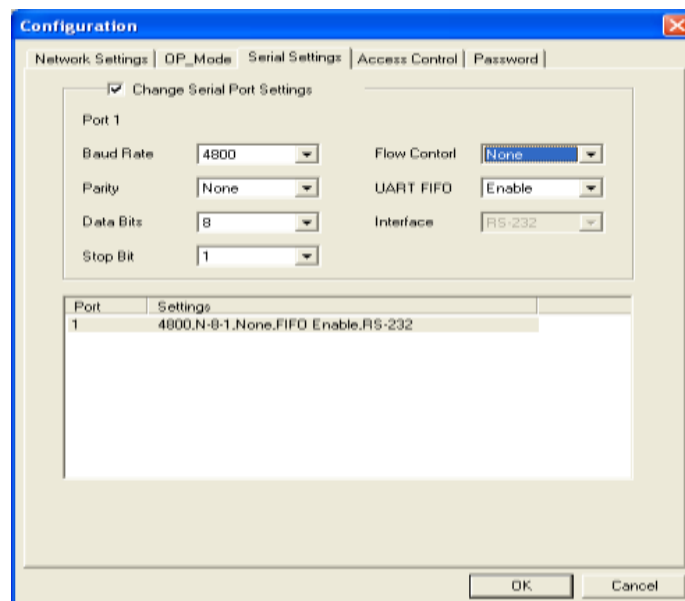 Configuration
Network Settings OP_Mode Serial Settings Access Control Password
Change Serial Port Settings
Port 1
Baud Rate 4800 Flow Contorl None
Parity None UART FIFO Enable
Data Bits 8 Interface RS-232
Stop Bit 1
Port Settings
1 4800,N-8-1,None,FIFO Enable,RS-232
OK Cancel